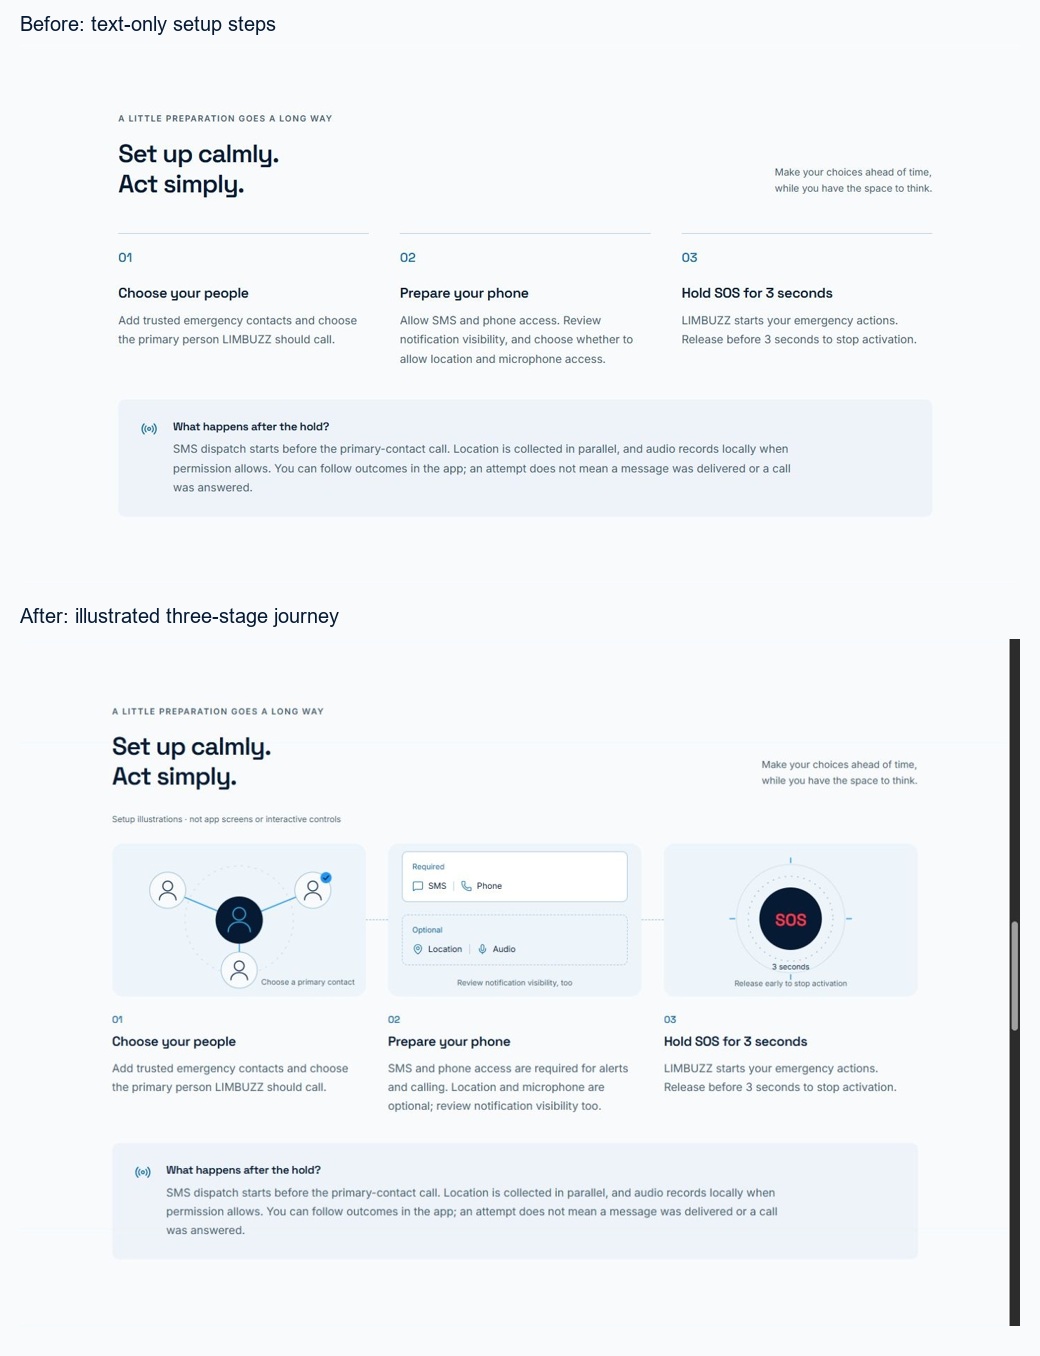 Before: text-only setup steps
A LITTLE PREPARATION GOES A LONG WAY
Set up calmly.
Act simply.
Make your choices ahead of time,
while you have the space to think.
01
Choose your people
Add trusted emergency contacts and choose
the primary person LIMBUZZ should call.
02
Prepare your phone
Allow SMS and phone access. Review
notification visibility, and choose whether to
allow location and microphone access.
03
Hold SOS for 3 seconds
LIMBUZZ starts your emergency actions.
Release before 3 seconds to stop activation.
What happens after the hold?
SMS dispatch starts before the primary-contact call. Location is collected in parallel, and audio records locally when
permission allows. You can follow outcomes in the app; an attempt does not mean a message was delivered or a call
was answered.
After: illustrated three-stage journey
A LITTLE PREPARATION GOES A LONG WAY
Set up calmly.
Act simply.
Make your choices ahead of time,
while you have the space to think.
Setup illustrations · not app screens or interactive controls
Choose a primary contact
01
Choose your people
Add trusted emergency contacts and choose
the primary person LIMBUZZ should call.
Required
SMS | Phone
Optional
Location | Audio
Review notification visibility, too
02
Prepare your phone
SMS and phone access are required for alerts
and calling. Location and microphone are
optional; review notification visibility too.
SOS
3 seconds
Release early to stop activation
03
Hold SOS for 3 seconds
LIMBUZZ starts your emergency actions.
Release before 3 seconds to stop activation.
What happens after the hold?
SMS dispatch starts before the primary-contact call. Location is collected in parallel, and audio records locally when
permission allows. You can follow outcomes in the app; an attempt does not mean a message was delivered or a call
was answered.